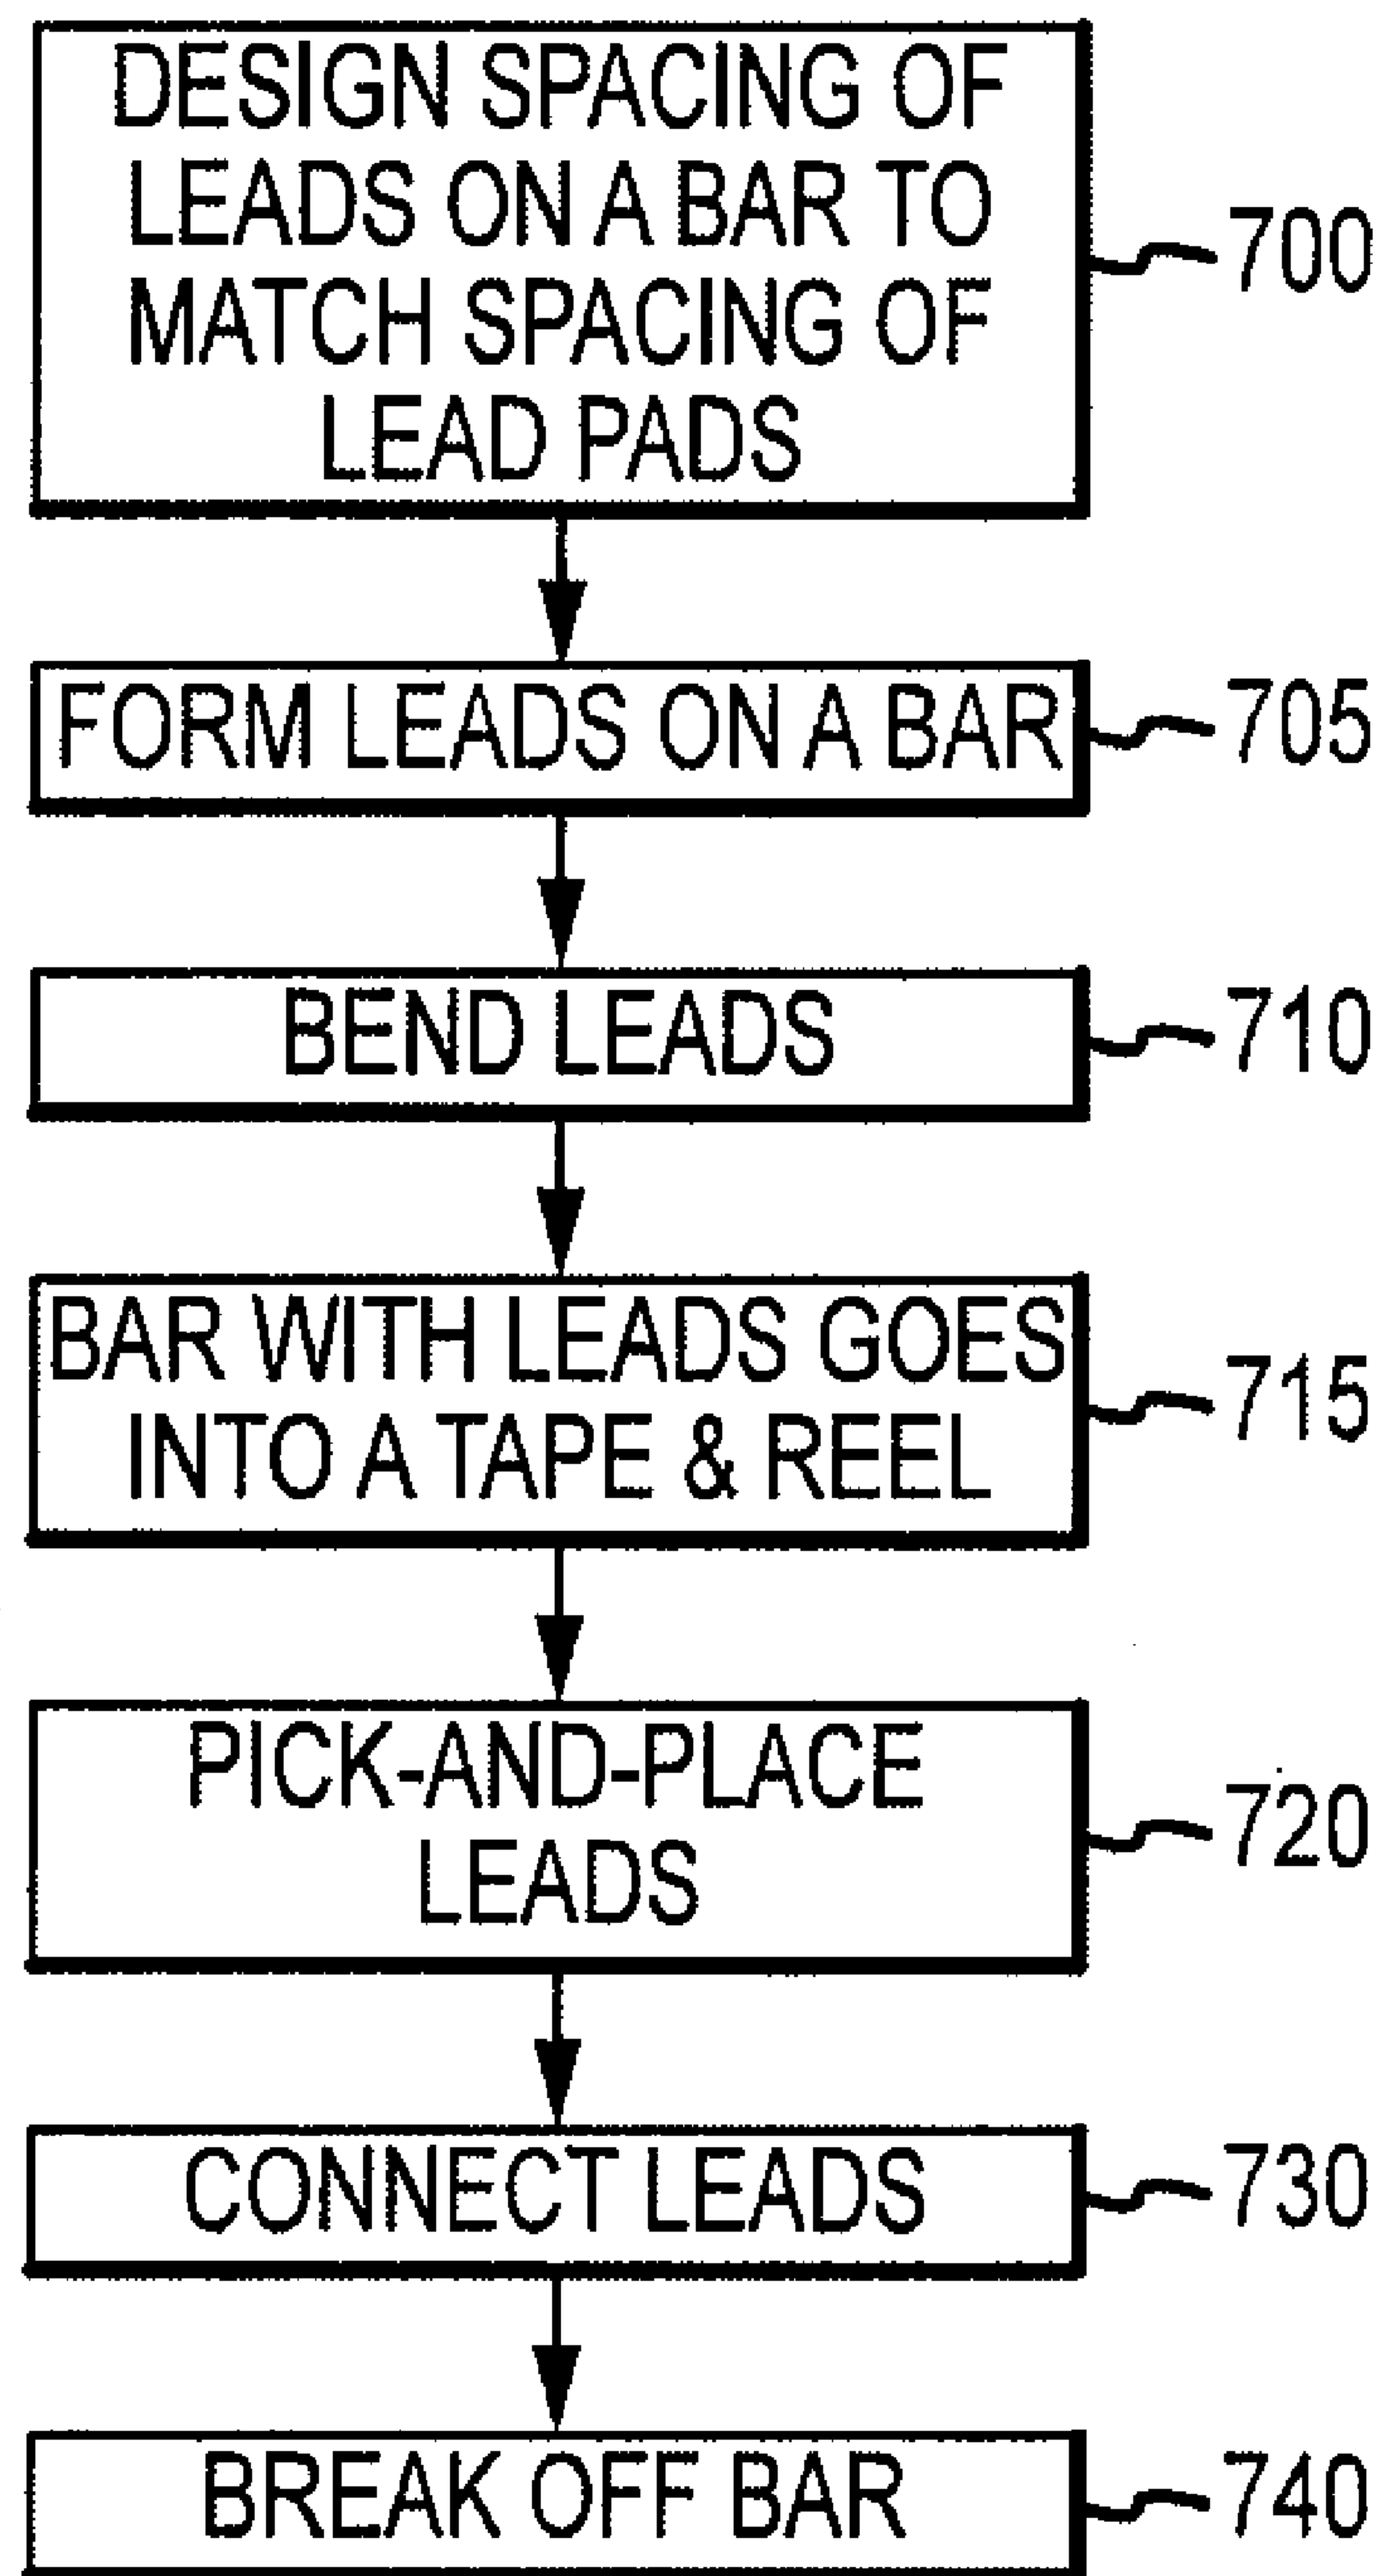 DESIGN SPACING OF
LEADS ON A BAR TO
MATCH SPACING OF
LEAD PADS
700
FORM LEADS ON A BAR
705
BEND LEADS
710
BAR WITH LEADS GOES
INTO A TAPE & REEL
715
PICK-AND-PLACE
LEADS
720
CONNECT LEADS
730
BREAK OFF BAR
740